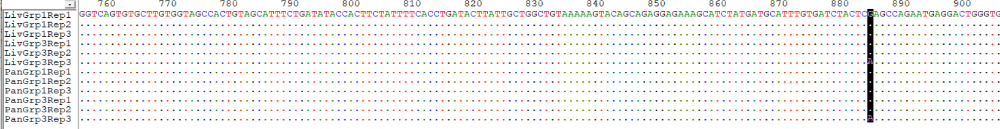 760 770 780 790 800 810 820 830 840 850 860 870 880 890 900
LivGrp1Rep1 GGTCAGTGTGCTTGTGGTAGCCACTGTAGCATTTCTGATATACCACTTCTATTTTCACCTGATACTTATTGCTGGCTGTAAAAAGTACAGCAGAGGAGAAAGCATCTATGATGCATTTGTGATCTACTCGAGCCAGAATGAGGACTGGGTG
LivGrp1Rep2
LivGrp1Rep3
LivGrp3Rep1
LivGrp3Rep2
LivGrp3Rep3 A
PanGrp1Rep1
PanGrp1Rep2
PanGrp1Rep3
PanGrp3Rep1
PanGrp3Rep2
PanGrp3Rep3 A